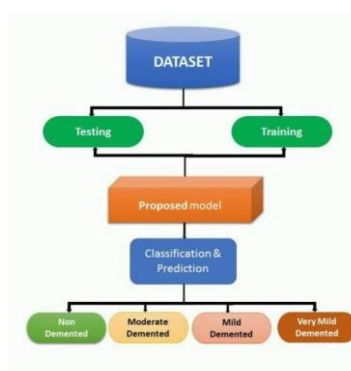 DATASET
Testing
Training
Proposed model
Classification &
Prediction
Non
Demented
Moderate
Demented
Mild
Demented
Very Mild
Demented